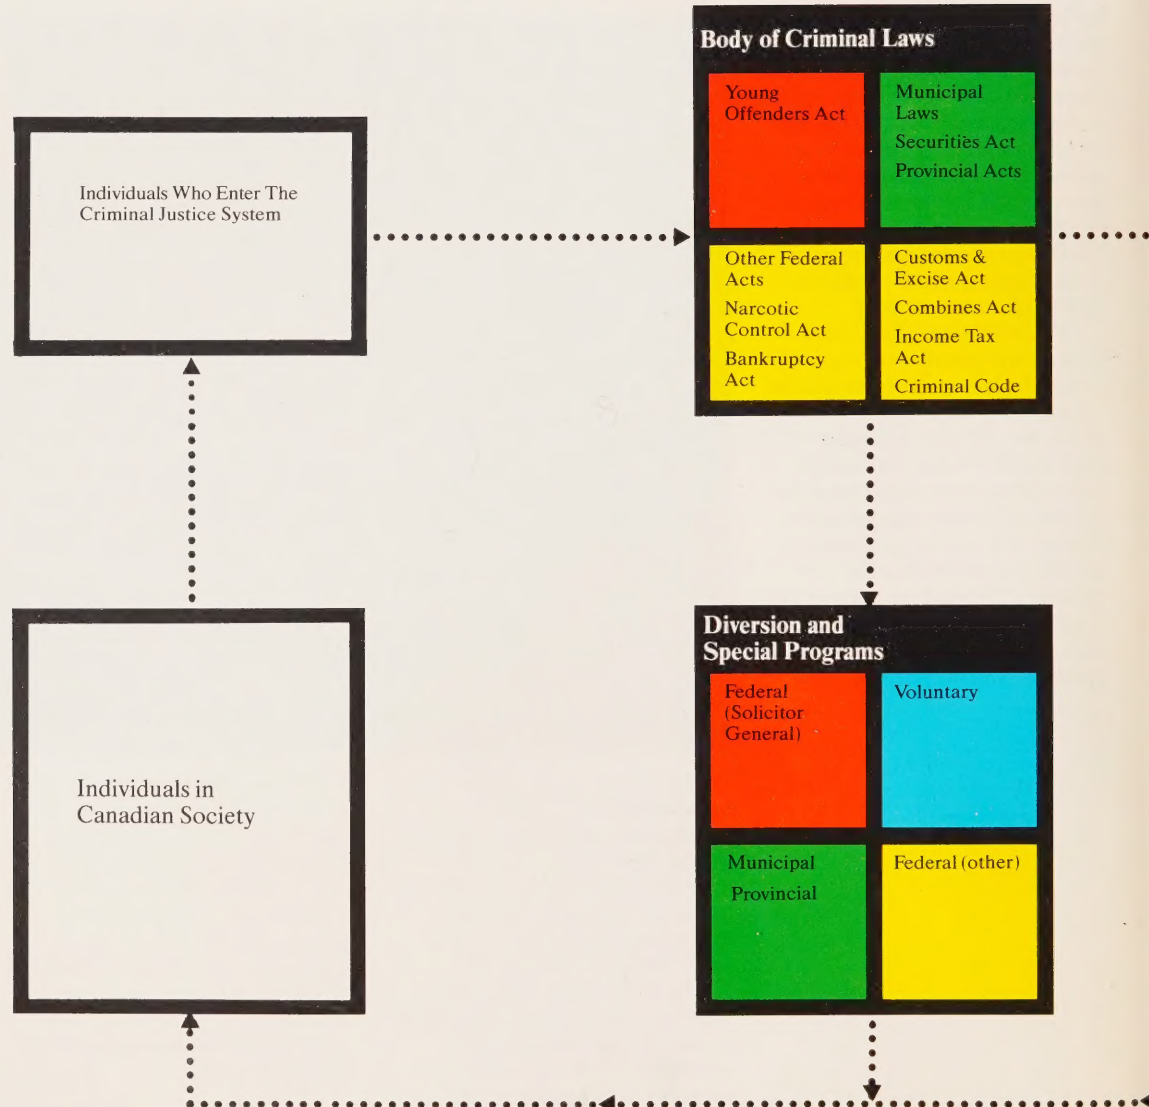 Body of Criminal Laws
Young
Offenders Act
Municipal
Laws
Securities Act
Provincial Acts
Other Federal
Acts
Narcotic
Control Act
Bankruptcy
Act
Customs &
Excise Act
Combines Act
Income Tax
Act
Criminal Code
Individuals Who Enter The
Criminal Justice System
Individuals in
Canadian Society
Diversion and
Special Programs
Federal
(Solicitor
General)
Voluntary
Municipal
Provincial
Federal (other)